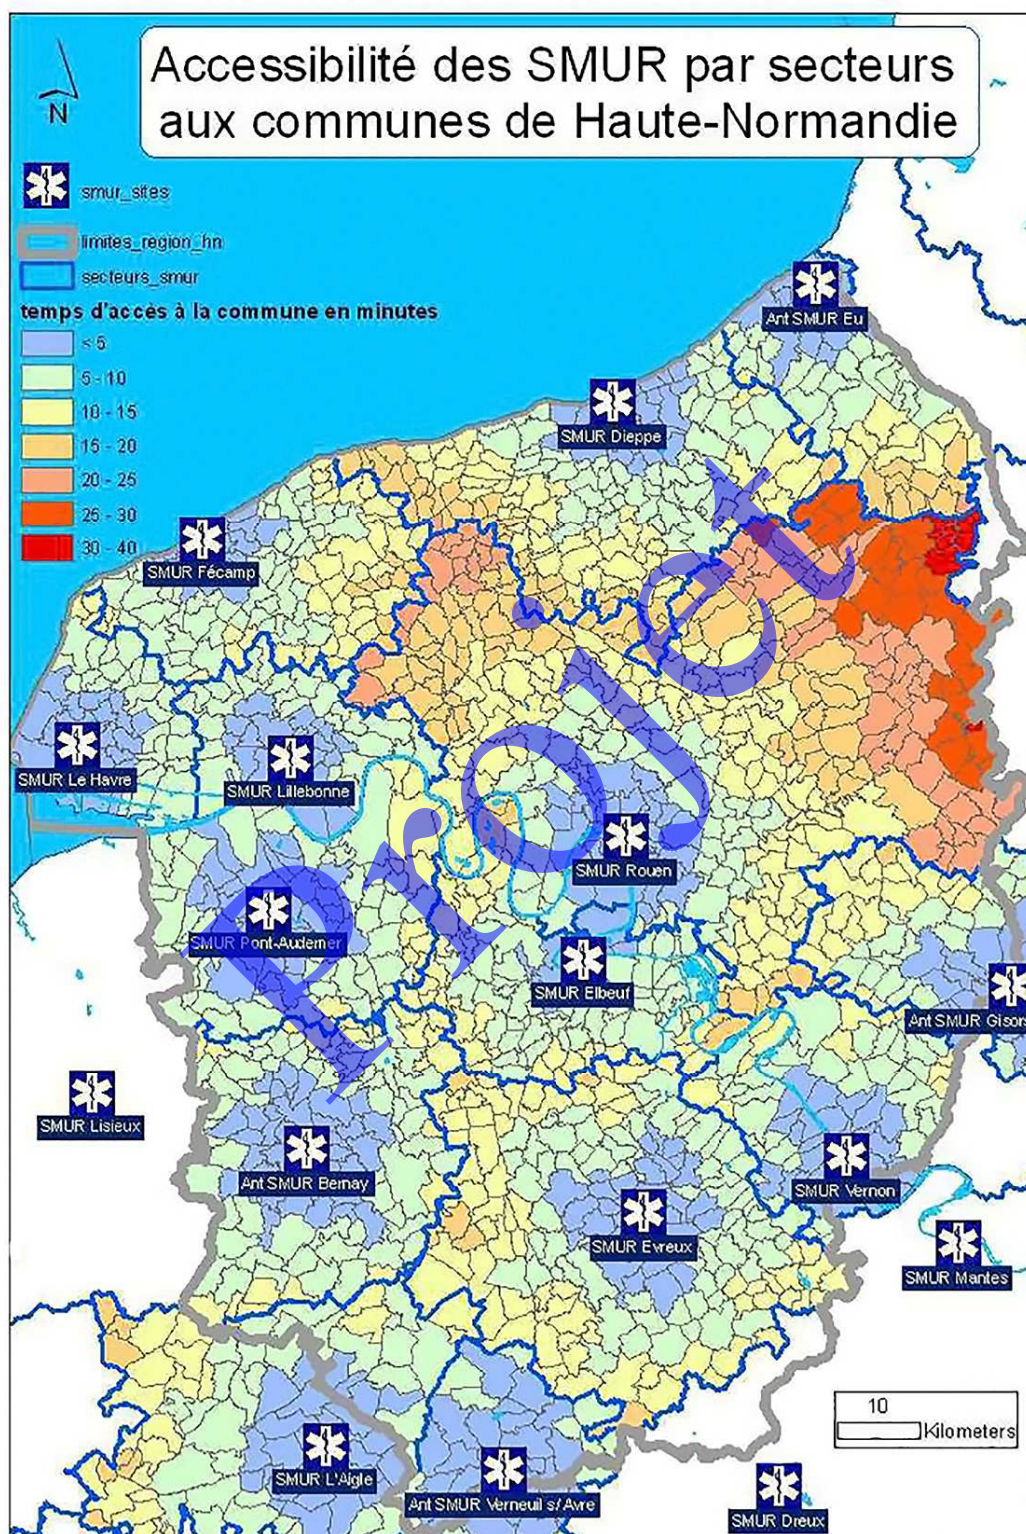 Accessibilité des SMUR par secteurs
aux communes de Haute-Normandie
N
smur_sites
limites_region_hn
secteurs_smur
temps d'accès à la commune en minutes
≤ 5
5 - 10
10 - 15
15 - 20
20 - 25
25 - 30
30 - 40
Ant SMUR Eu
SMUR Dieppe
SMUR Fécamp
SMUR Le Havre
SMUR Lillebonne
SMUR Rouen
SMUR Pont-Audemer
SMUR Elbeuf
Ant SMUR Gisors
SMUR Lisieux
Ant SMUR Bernay
SMUR Vernon
SMUR Evreux
SMUR Mantes
10
Kilometers
SMUR L'Aigle
Ant SMUR Verneuil s/ Avre
SMUR Dreux
Projet